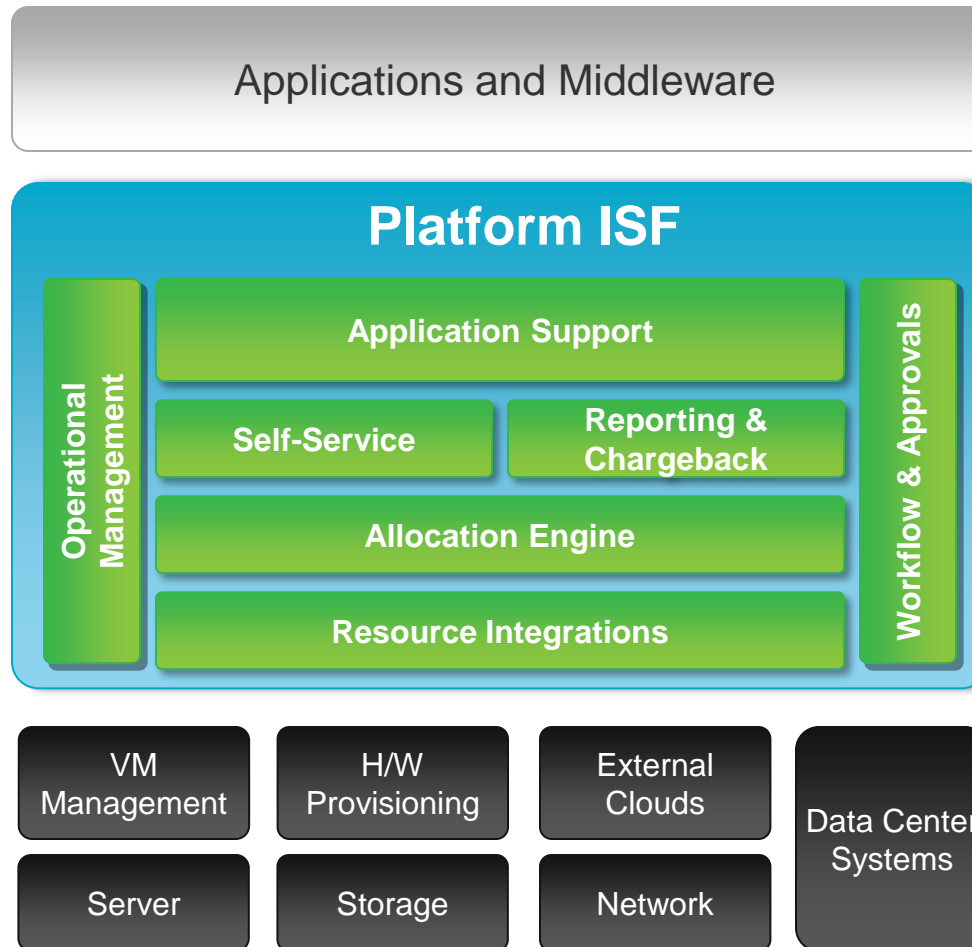 Applications and Middleware
Platform ISF
Operational
Management
Application Support
Self-Service
Reporting &
Chargeback
Allocation Engine
Resource Integrations
Workflow & Approvals
VM
Management
H/W
Provisioning
External
Clouds
Data Center
Systems
Server
Storage
Network